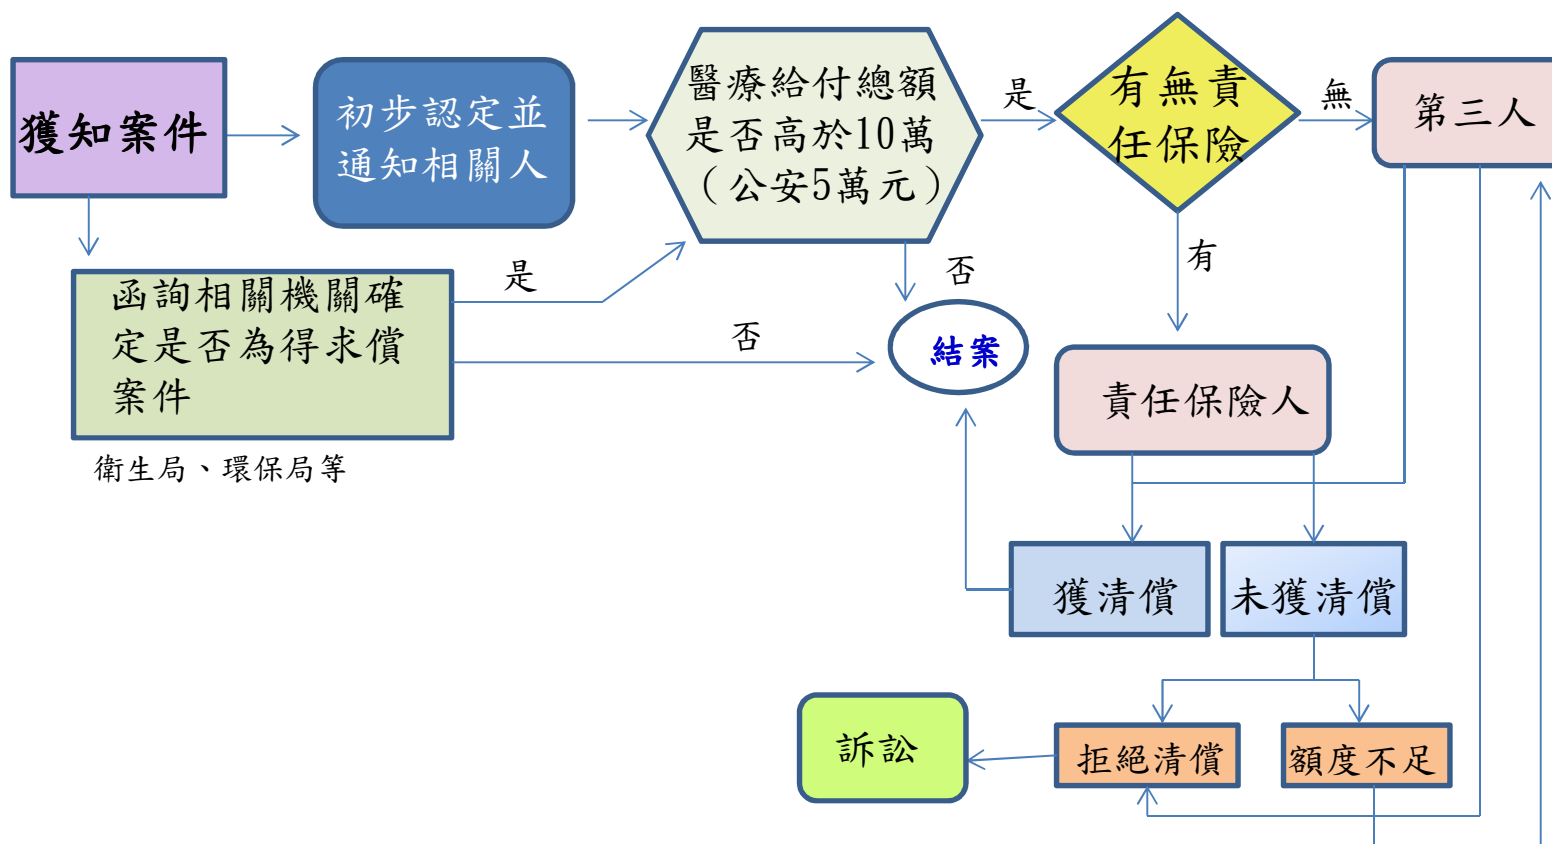 獲知案件
初步認定並
通知相關人
醫療給付總額
是否高於10萬
（公安5萬元）
是
有無責
任保險
無
第三人
有
否
是
函詢相關機關確
定是否為得求償
案件
否
結案
責任保險人
衛生局、環保局等
獲清償
未獲清償
訴訟
拒絕清償
額度不足